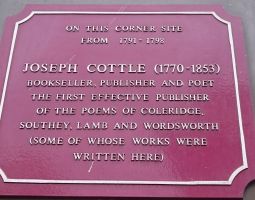 ON THIS CORNER SITE
FROM 1791-1798
JOSEPH COTTLE (1770-1853)
BOOKSELLER, PUBLISHER AND POET
THE FIRST EFFECTIVE PUBLISHER
OF THE POEMS OF COLERIDGE,
SOUTHEY, LAMB AND WORDSWORTH
(SOME OF WHOSE WORKS WERE
WRITTEN HERE)